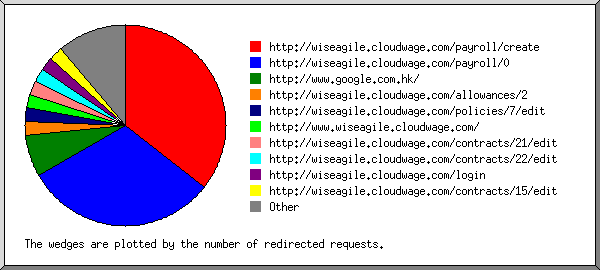 http://wiseagile.cloudwage.com/payroll/create
http://wiseagile.cloudwage.com/payroll/0
http://www.google.com.hk/
http://wiseagile.cloudwage.com/allowances/2
http://wiseagile.cloudwage.com/policies/7/edit
http://www.wiseagile.cloudwage.com/
http://wiseagile.cloudwage.com/contracts/21/edit
http://wiseagile.cloudwage.com/contracts/22/edit
http://wiseagile.cloudwage.com/login
http://wiseagile.cloudwage.com/contracts/15/edit
Other
The wedges are plotted by the number of redirected requests.